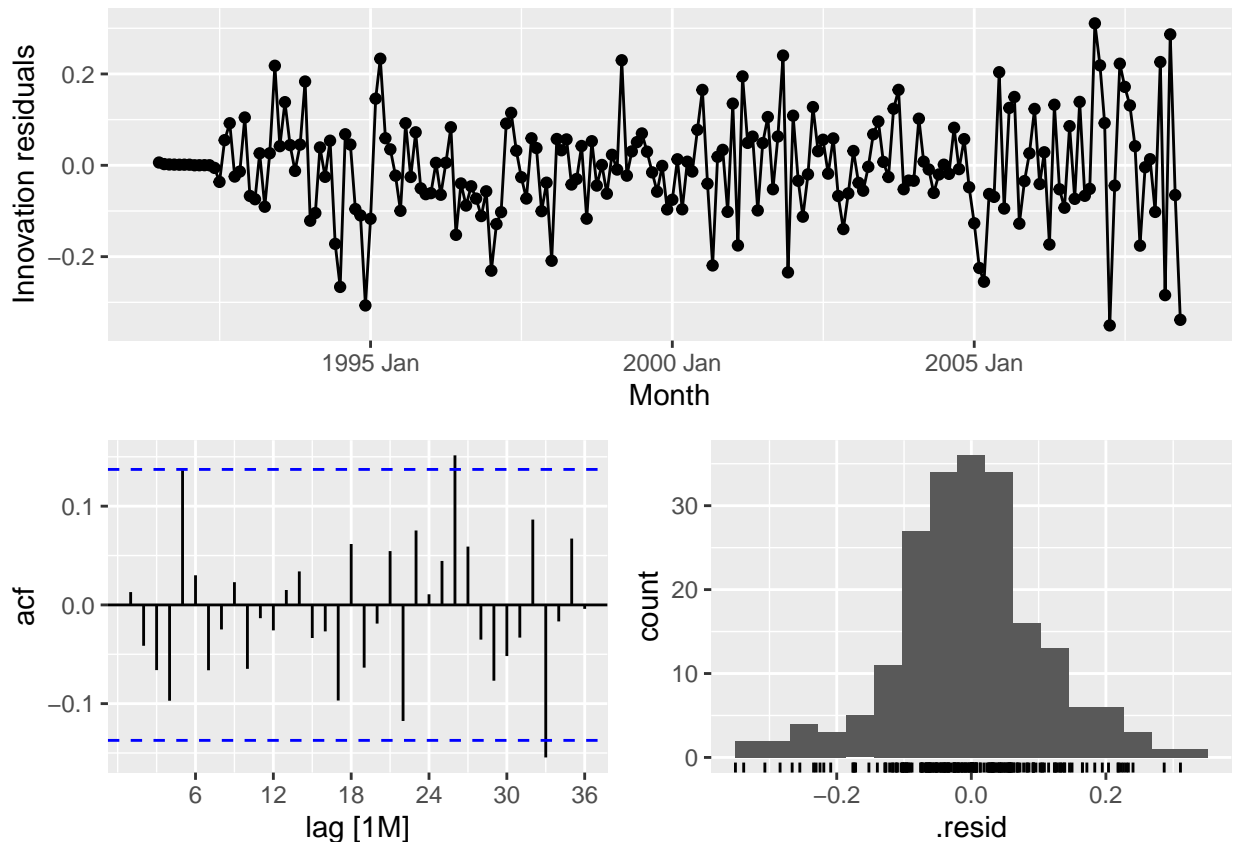 Innovation residuals
0.2
0.0
−0.2
1995 Jan
2000 Jan
2005 Jan
Month
acf
0.1
0.0
−0.1
6
12
18
24
30
36
lag [1M]
count
30
20
10
0
−0.2
0.0
0.2
.resid